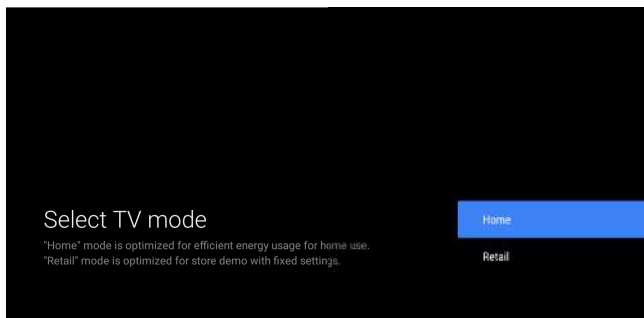 Select TV mode
"Home" mode is optimized for efficient energy usage for home use.
"Retail" mode is optimized for store demo with fixed settings.
Home
Retail